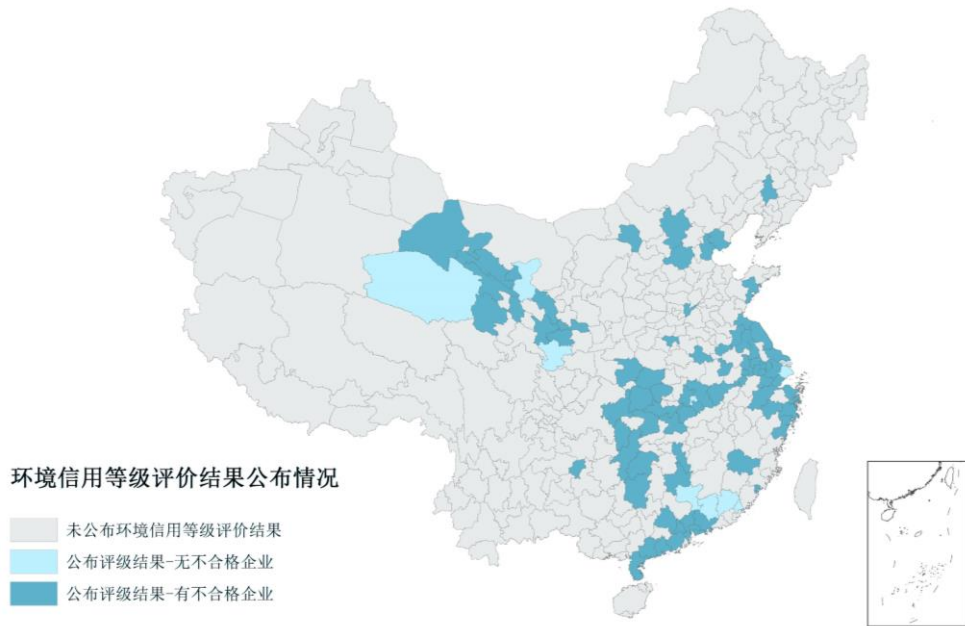 环境信用等级评价结果公布情况
未公布环境信用等级评价结果
公布评级结果-无不合格企业
公布评级结果-有不合格企业